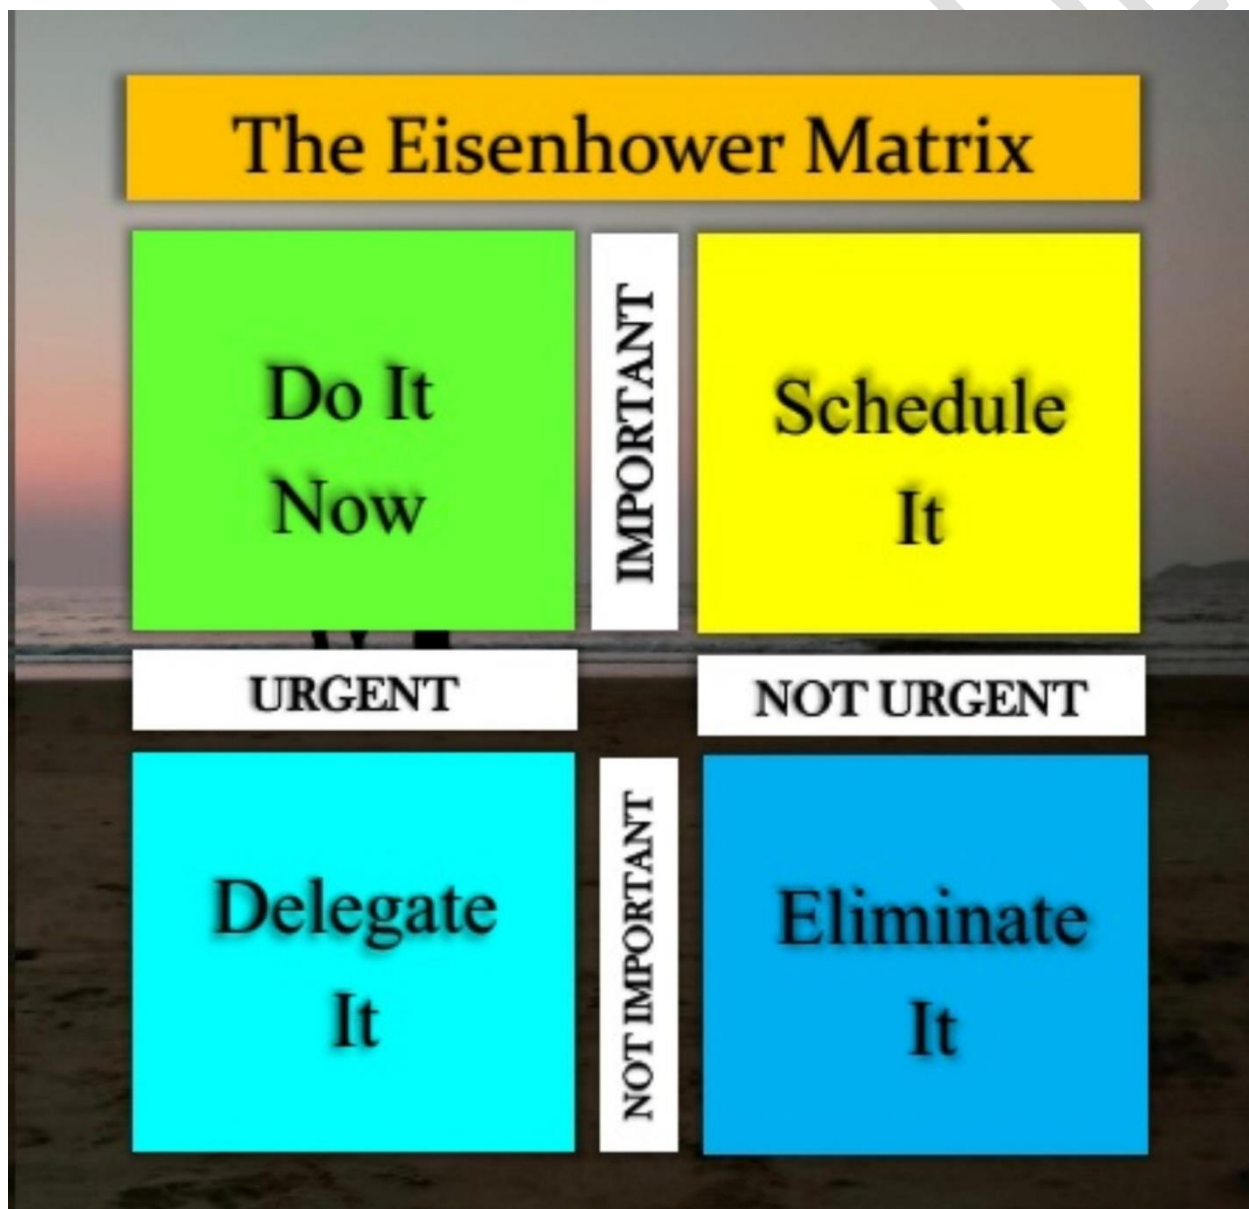 The Eisenhower Matrix
Do It
Now
IMPORTANT
Schedule
It
URGENT
NOT URGENT
Delegate
It
NOT IMPORTANT
Eliminate
It